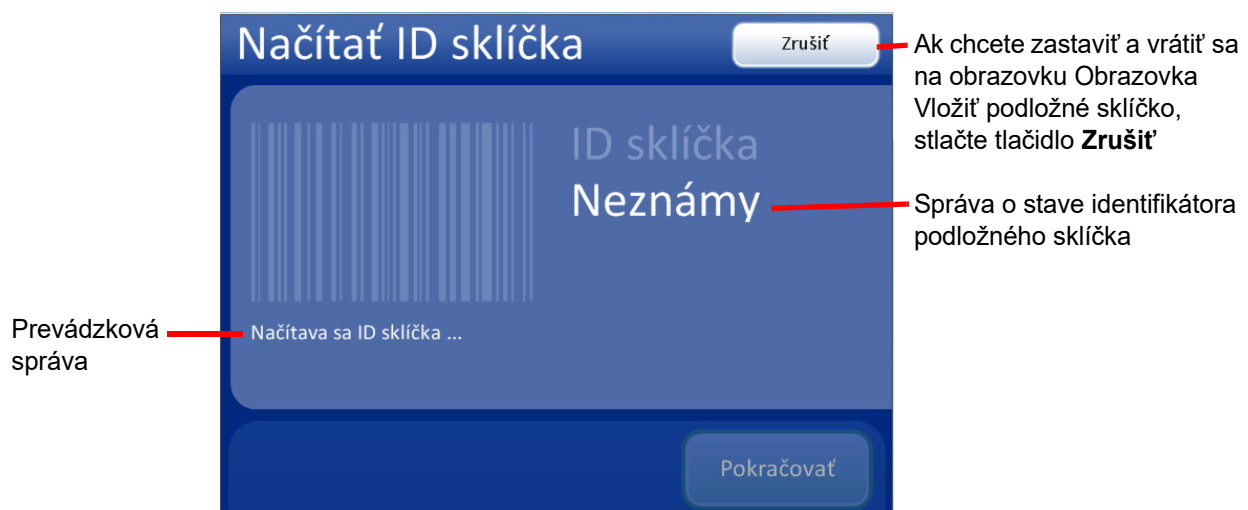 Načítať ID sklíčka
Zrušiť
Ak chcete zastaviť a vrátiť sa
na obrazovku Obrazovka
Vložiť podložné sklíčko,
stlačte tlačidlo Zrušiť
ID sklíčka
Neznámy
Správa o stave identifikátora
podložného sklíčka
Prevádzková
správa
Načítava sa ID sklíčka ...
Pokračovať